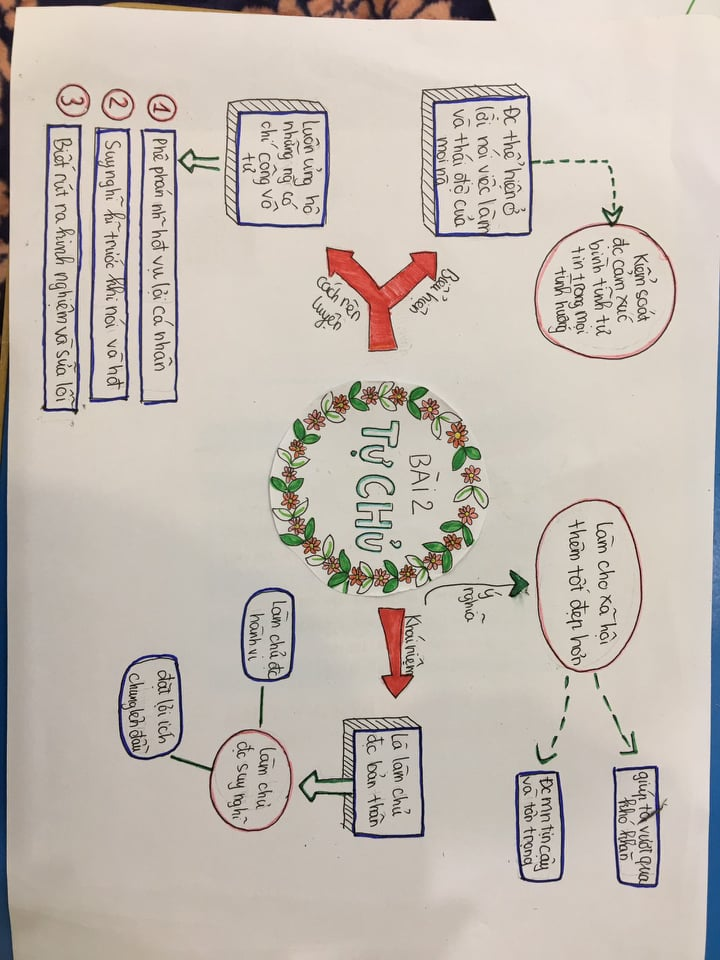 BÀI 2
TỰ CHỦ
Biểu hiện
Đc thể hiện ở
lời nói việc làm
và thái độ của
mọi ng
Kiểm soát
đc cảm xúc
bình tĩnh tự
tin trong mọi
tình huống
Cách rèn
luyện
Luôn ủng hộ
những ng có
chí công vô
tư
1 Phê phán nh hđ vụ lợi cá nhân
2 Suy nghĩ kĩ trước khi nói và hđ
3 Biết rút ra kinh nghiệm và sửa lỗi
ý nghĩa
Làm cho xã hội
thêm tốt đẹp hơn
giúp ta vượt qua
khó khăn
Đc mn tin cậy
và tôn trọng
Khái niệm
Là làm chủ
đc bản thân
Làm chủ
đc suy nghĩ
Làm chủ đc
hành vi
đặt lợi ích
chung lên đầu